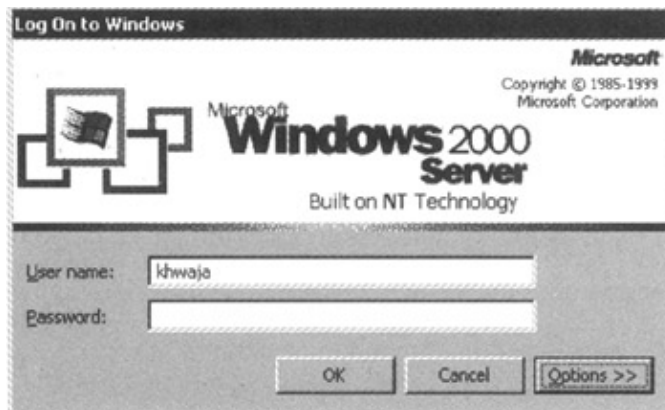 Log On to Windows
Microsoft
Copyright © 1985-1999
Microsoft Corporation
Microsoft
Windows 2000
Server
Built on NT Technology
User name: khwaja
Password:
OK Cancel Options >>